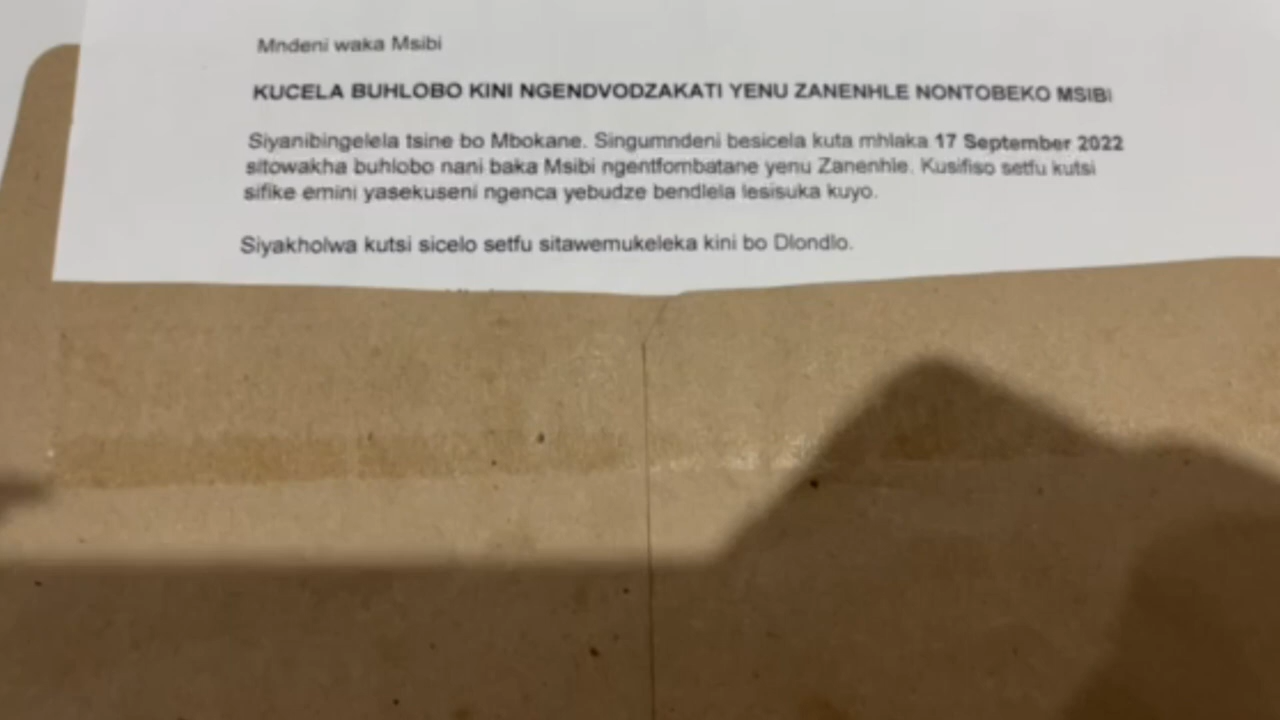 Mndeni waka Msibi
KUCELA BUHLOBO KINI NGENDVODZAKATI YENU ZANENHLE NONTOBEKO MSIBI
Siyanibingelela tsine bo Mbokane. Singumndeni besicela kuta mhlaka 17 September 2022
sitowakha buhlobo nani baka Msibi ngentfombatane yenu Zanenhle. Kusifiso setfu kutsi
sifike emini yasekuseni ngenca yebudze bendlela lesisuka kuyo.
Siyakholwa kutsi sicelo setfu sitawemukeleka kini bo Dlondlo.